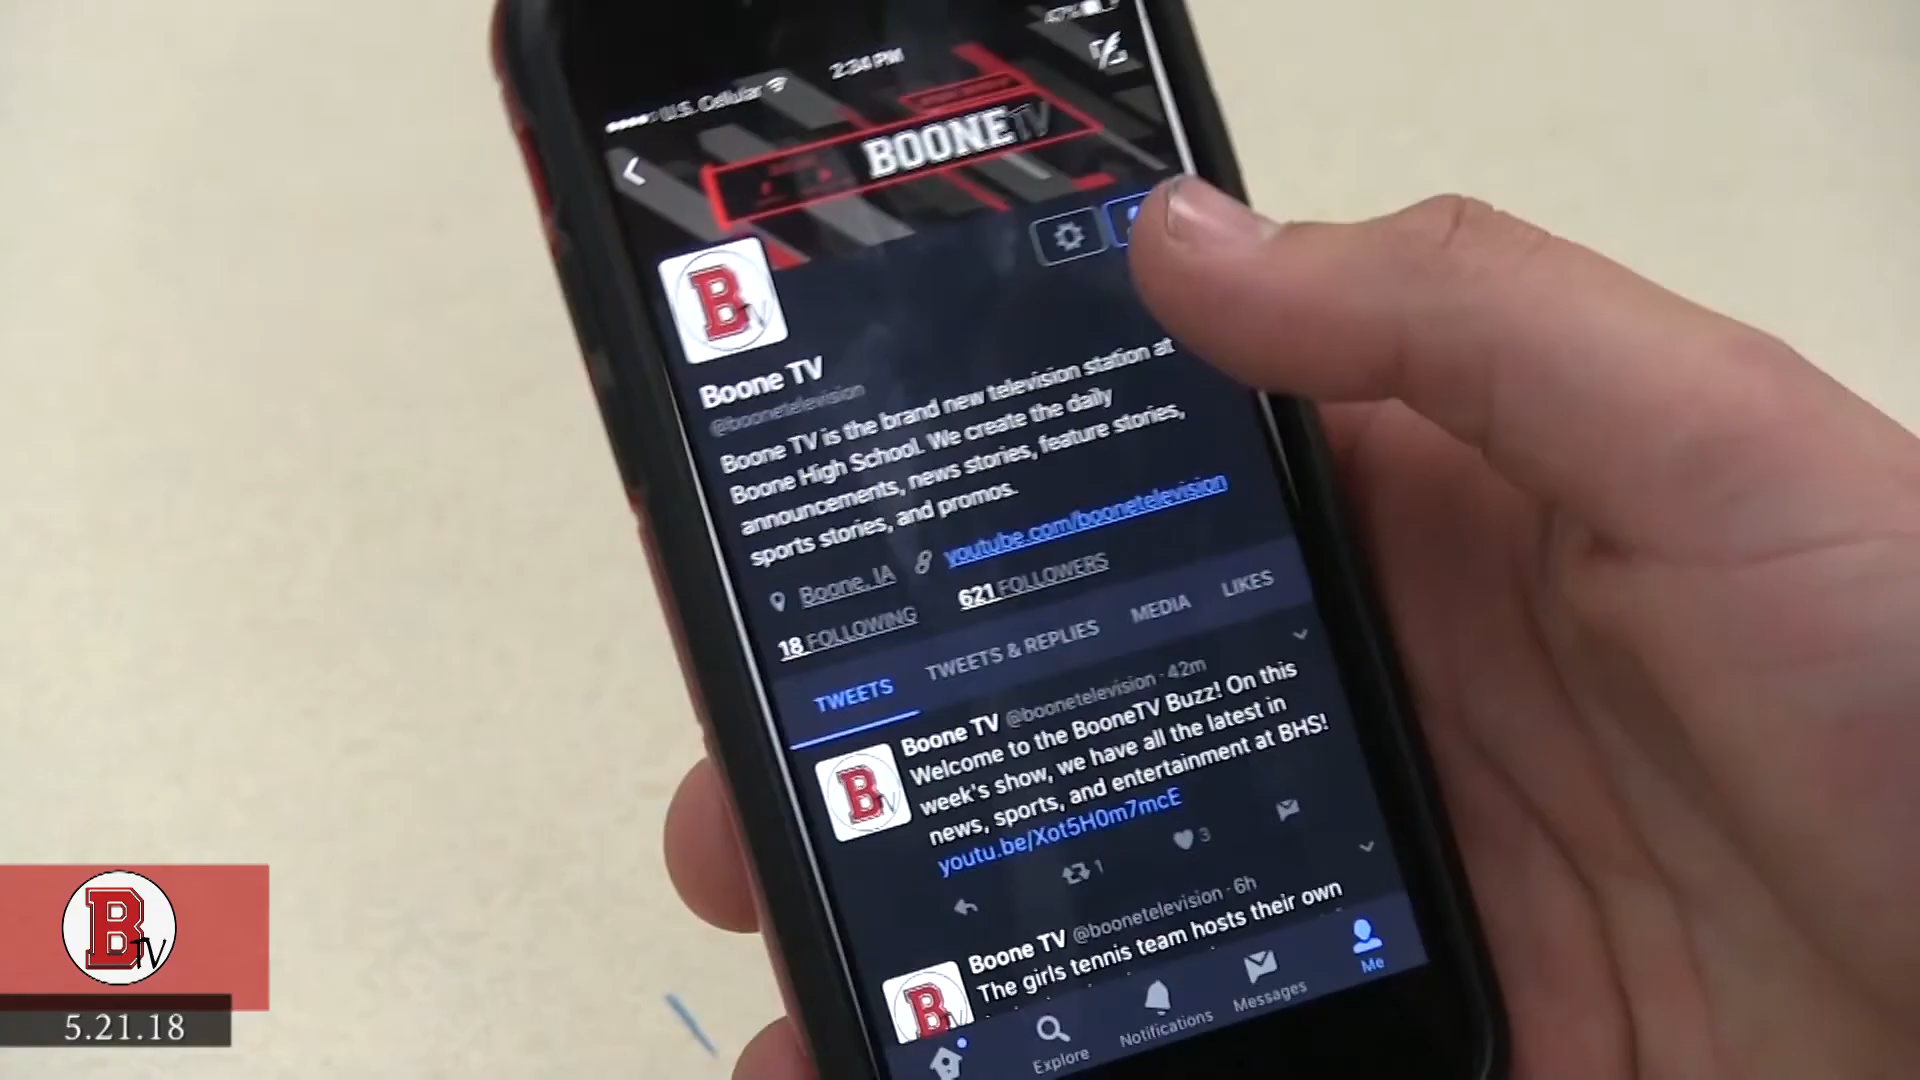 47%
2:34 PM
U.S. Cellular
BOONETV
B TV
Boone TV
@boonetelevision
Boone TV is the brand new television station at
Boone High School. We create the daily
announcements, news stories, feature stories,
sports stories, and promos.
Boone, IA youtube.com/boonetelevision
18 FOLLOWING 621 FOLLOWERS
TWEETS TWEETS & REPLIES MEDIA LIKES
Boone TV @boonetelevision · 42m
Welcome to the BooneTV Buzz! On this
week's show, we have all the latest in
news, sports, and entertainment at BHS!
youtu.be/Xot5H0m7mcE
1 3
B TV
Boone TV @boonetelevision · 6h
The girls tennis team hosts their own
B TV
Explore Notifications Messages Me
B TV
5.21.18